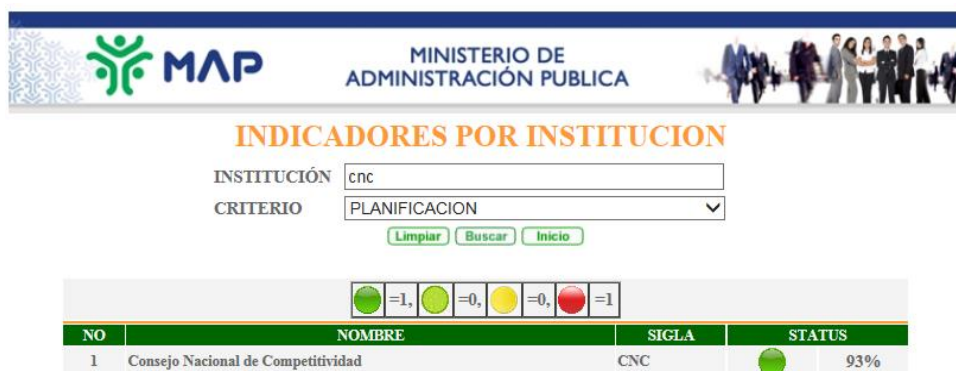 MAP
MINISTERIO DE
ADMINISTRACIÓN PUBLICA
INDICADORES POR INSTITUCION
INSTITUCIÓN cnc
CRITERIO PLANIFICACION
Limpiar Buscar Inicio
=1, =0, =0, =1
NO NOMBRE SIGLA STATUS
1 Consejo Nacional de Competitividad CNC 93%